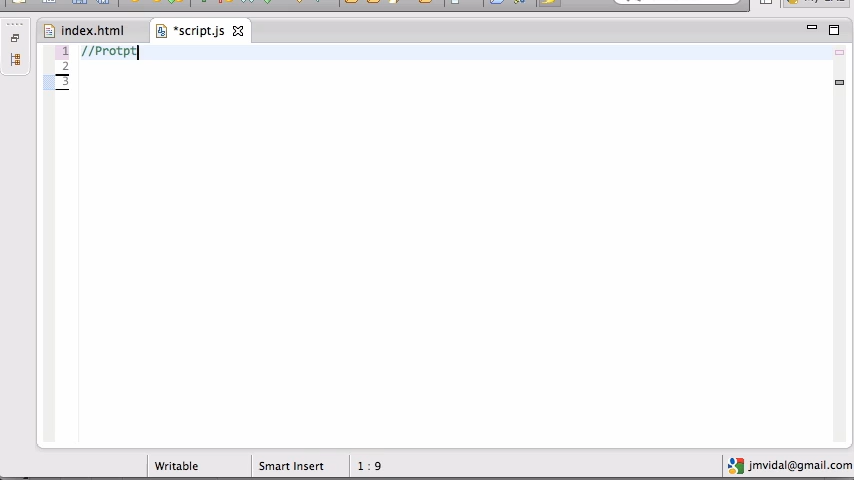 index.html
*script.js
1 //Protpt
2
3
Writable
Smart Insert
1 : 9
jmvidal@gmail.com